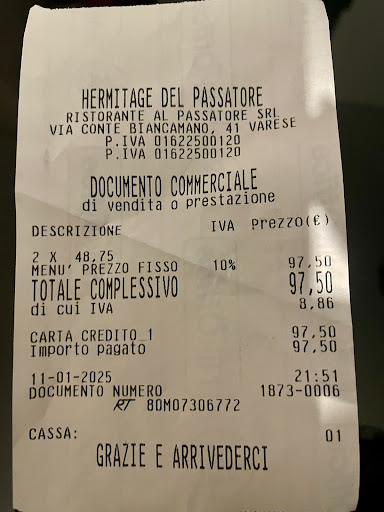 HERMITAGE DEL PASSATORE
RISTORANTE AL PASSATORE SRL
VIA CONTE BIANCAMANO, 41 VARESE
P.IVA 01622500120
P.IVA 01622500120
DOCUMENTO COMMERCIALE
di vendita o prestazione
DESCRIZIONE IVA Prezzo(€)
2 X 48,75
MENU' PREZZO FISSO 10% 97,50
TOTALE COMPLESSIVO 97,50
di cui IVA 8,86
CARTA CREDITO 1 97,50
Importo pagato 97,50
11-01-2025 21:51
DOCUMENTO NUMERO 1873-0006
RT 80M07306772
CASSA: 01
GRAZIE E ARRIVEDERCI